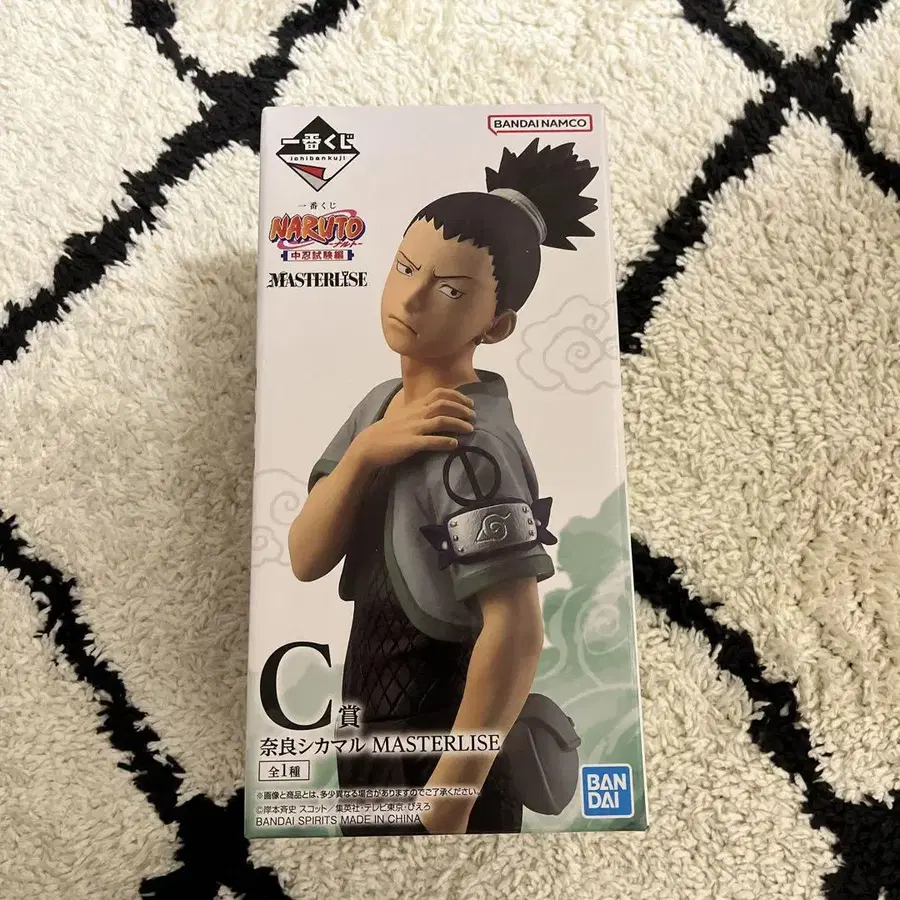 一番くじ
ichibankuji
BANDAI NAMCO
一番くじ
NARUTO
ナルトー
中忍試験編
MASTERLISE
C賞
奈良シカマル MASTERLISE
全1種
※画像と商品とは、多少異なる場合がありますのでご了承ください。
©岸本斉史 スコット／集英社・テレビ東京・ぴえろ
BANDAI SPIRITS MADE IN CHINA
BAN
DAI